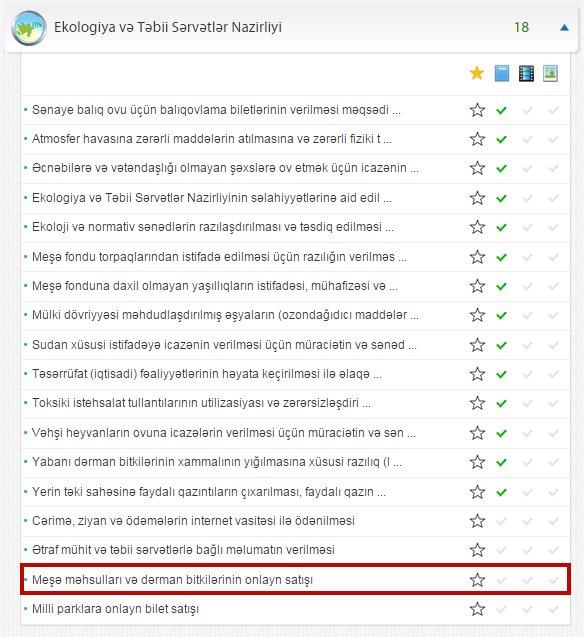 Ekologiya və Təbii Sərvətlər Nazirliyi 18
Sənaye balıq ovu üçün balıqovlama biletlərinin verilməsi məqsədi ...
Atmosfer havasına zərərli maddələrin atılmasına və zərərli fiziki t ...
Əcnəbilərə və vətəndaşlığı olmayan şəxslərə ov etmək üçün icazənin ...
Ekologiya və Təbii Sərvətlər Nazirliyinin səlahiyyətlərinə aid edil ...
Ekoloji və normativ sənədlərin razılaşdırılması və təsdiq edilməsi ...
Meşə fondu torpaqlarından istifadə edilməsi üçün razılığın verilməs ...
Meşə fonduna daxil olmayan yaşıllıqların istifadəsi, mühafizəsi və ...
Mülki dövriyyəsi məhdudlaşdırılmış əşyaların (ozondağıdıcı maddələr ...
Sudan xüsusi istifadəyə icazənin verilməsi üçün müraciətin və sənəd ...
Təsərrüfat (iqtisadi) fəaliyyətlərinin həyata keçirilməsi ilə əlaqə ...
Toksiki istehsalat tullantılarının utilizasiyası və zərərsizləşdiri ...
Vəhşi heyvanların ovuna icazələrin verilməsi üçün müraciətin və sən ...
Yabanı dərman bitkilərinin xammalının yığılmasına xüsusi razılıq (l ...
Yerin təki sahəsinə faydalı qazıntıların çıxarılması, faydalı qazın ...
Cərimə, ziyan və ödəmələrin internet vasitəsi ilə ödənilməsi
Ətraf mühit və təbii sərvətlərlə bağlı məlumatın verilməsi
Meşə məhsulları və dərman bitkilərinin onlayn satışı
Milli parklara onlayn bilet satışı